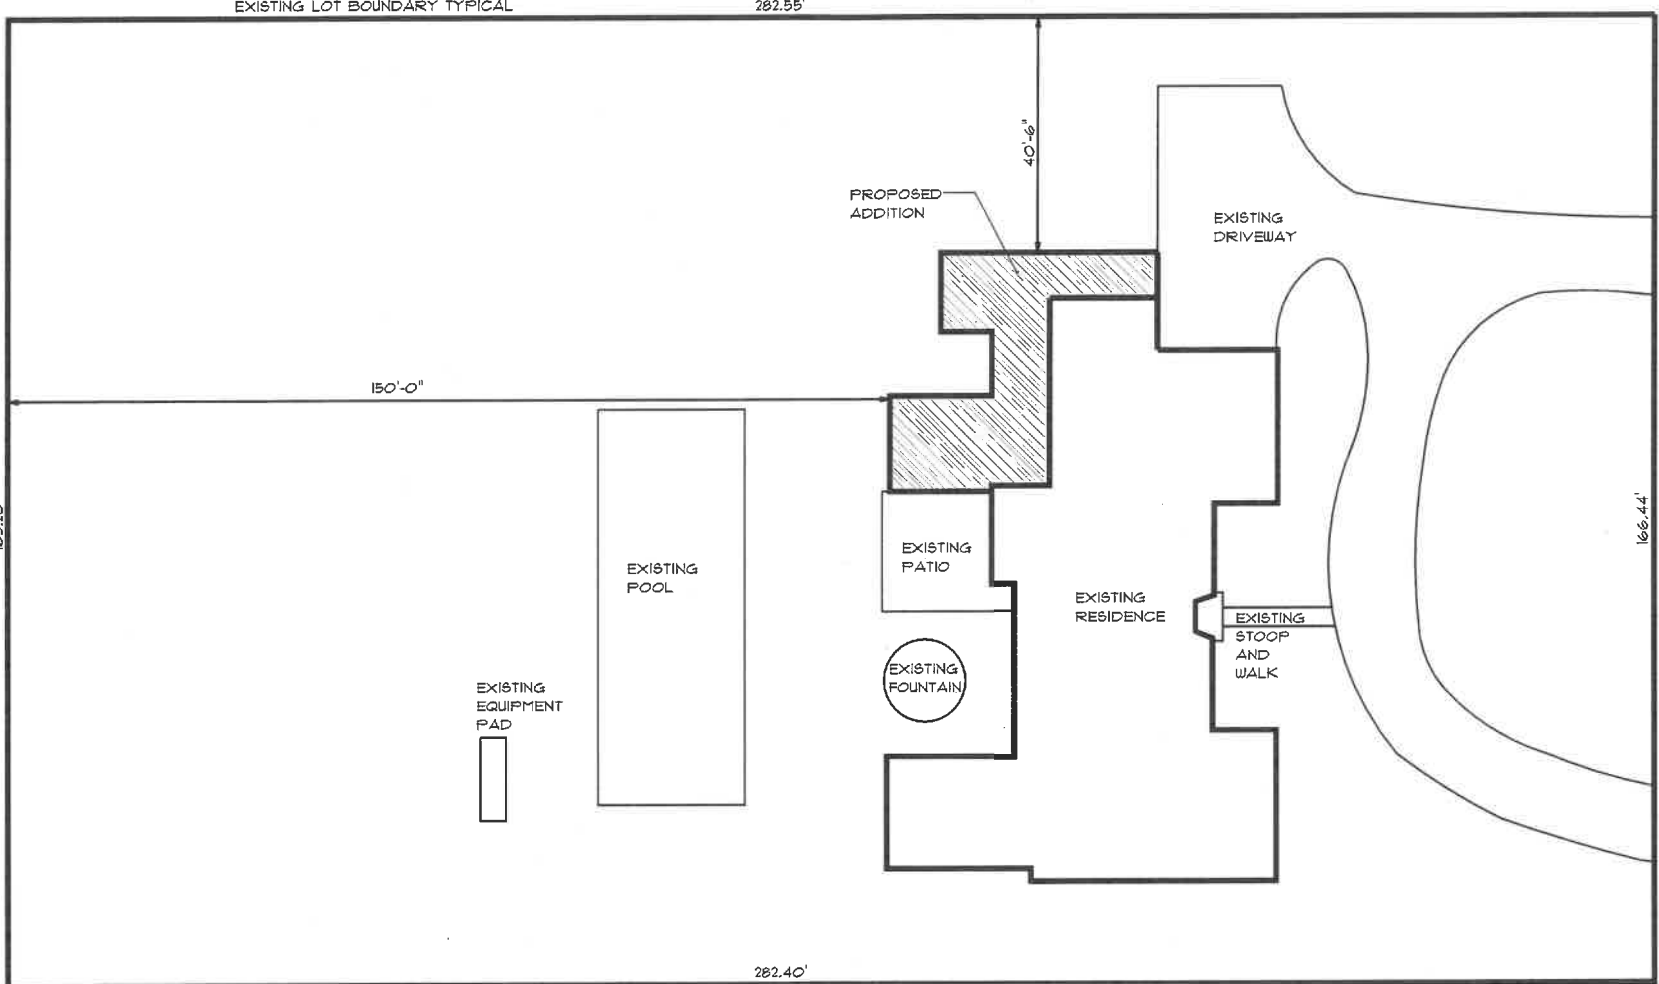 EXISTING LOT BOUNDARY TYPICAL
282.55'
40'-6"
PROPOSED
ADDITION
EXISTING
DRIVEWAY
150'-0"
166.44'
EXISTING
PATIO
EXISTING
POOL
EXISTING
RESIDENCE
EXISTING
STOOP
AND
WALK
EXISTING
FOUNTAIN
EXISTING
EQUIPMENT
PAD
282.40'